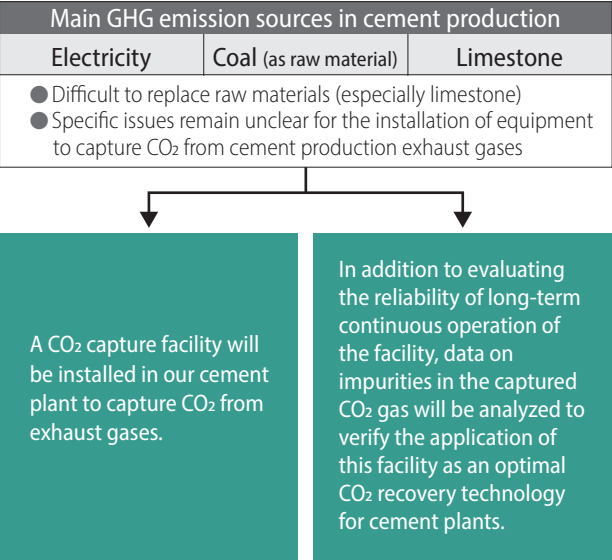 Main GHG emission sources in cement production
Electricity
Coal (as raw material)
Limestone
● Difficult to replace raw materials (especially limestone)
● Specific issues remain unclear for the installation of equipment
to capture CO₂ from cement production exhaust gases
A CO₂ capture facility will
be installed in our cement
plant to capture CO₂ from
exhaust gases.
In addition to evaluating
the reliability of long-term
continuous operation of
the facility, data on
impurities in the captured
CO₂ gas will be analyzed to
verify the application of
this facility as an optimal
CO₂ recovery technology
for cement plants.